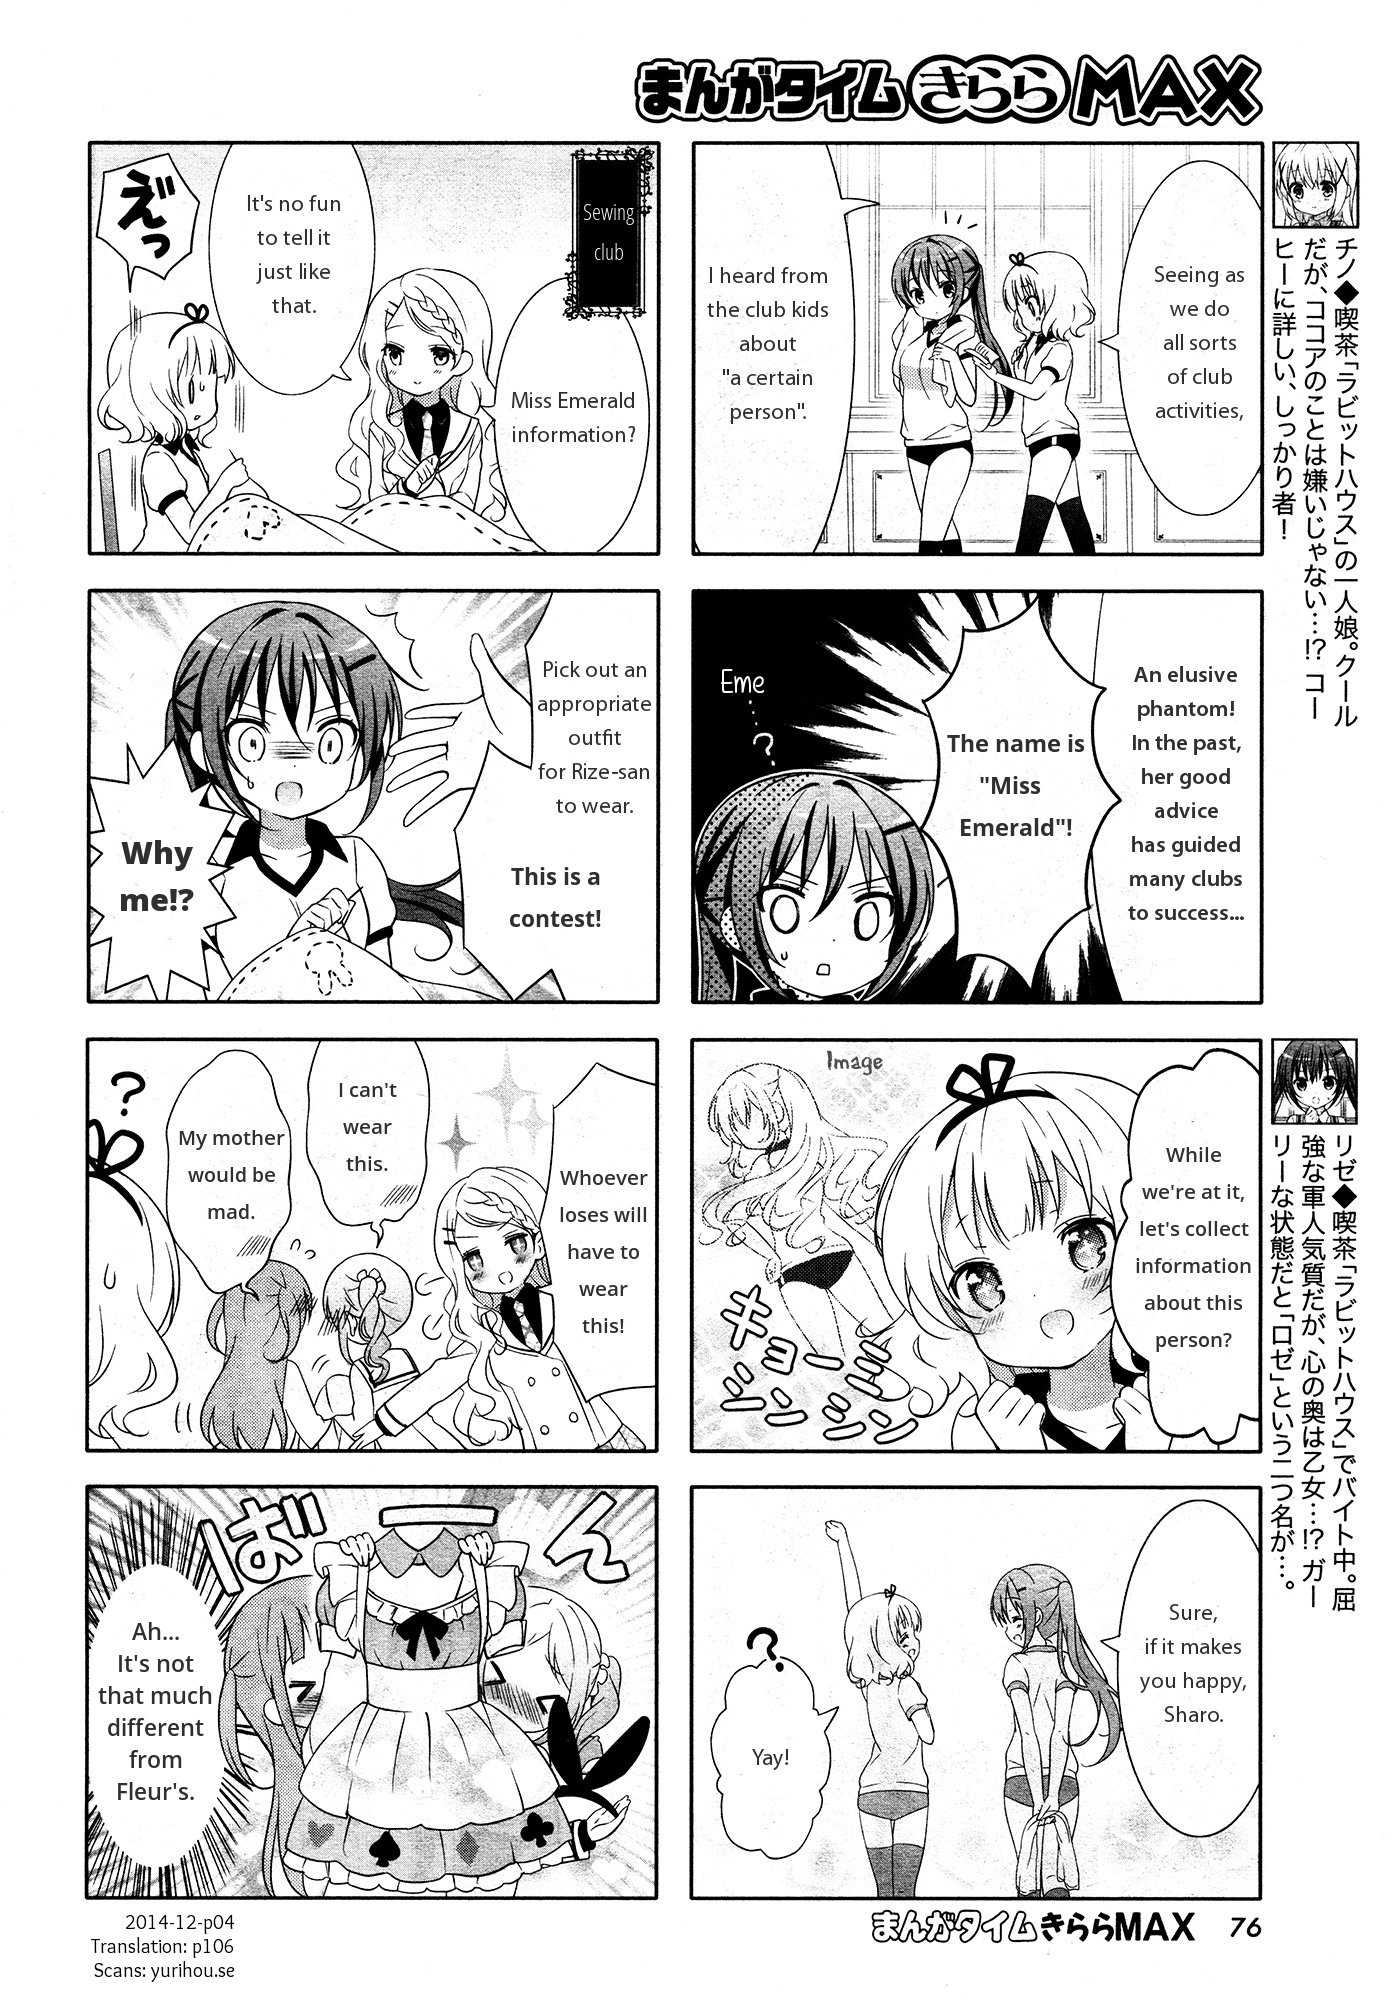 まんがタイムきららMAX
チノ◆喫茶「ラビットハウス」の一人娘。クール
だが、ココアのことは嫌いじゃない…!? コー
ヒーに詳しい、しっかり者!
Seeing as
we do
all sorts
of club
activities,
I heard from
the club kids
about
"a certain
person".
An elusive
phantom!
In the past,
her good
advice
has guided
many clubs
to success...
The name is
"Miss
Emerald"!
Eme
...?
リゼ◆喫茶「ラビットハウス」でバイト中。屈
強な軍人気質だが、心の奥は乙女…!? ガー
リーな状態だと「ロゼ」という二つ名が…。
While
we're at it,
let's collect
information
about this
person?
Image
キョーミ
シンシン
Sure,
if it makes
you happy,
Sharo.
?
Yay!
Sewing
club
Miss Emerald
information?
It's no fun
to tell it
just like
that.
えっ
Pick out an
appropriate
outfit
for Rize-san
to wear.
This is a
contest!
Why
me!?
Whoever
loses will
have to
wear
this!
I can't
wear
this.
My mother
would be
mad.
?
ばん
Ah...
It's not
that much
different
from
Fleur's.
まんがタイムきららMAX 76
2014-12-p04
Translation: p106
Scans: yurihou.se